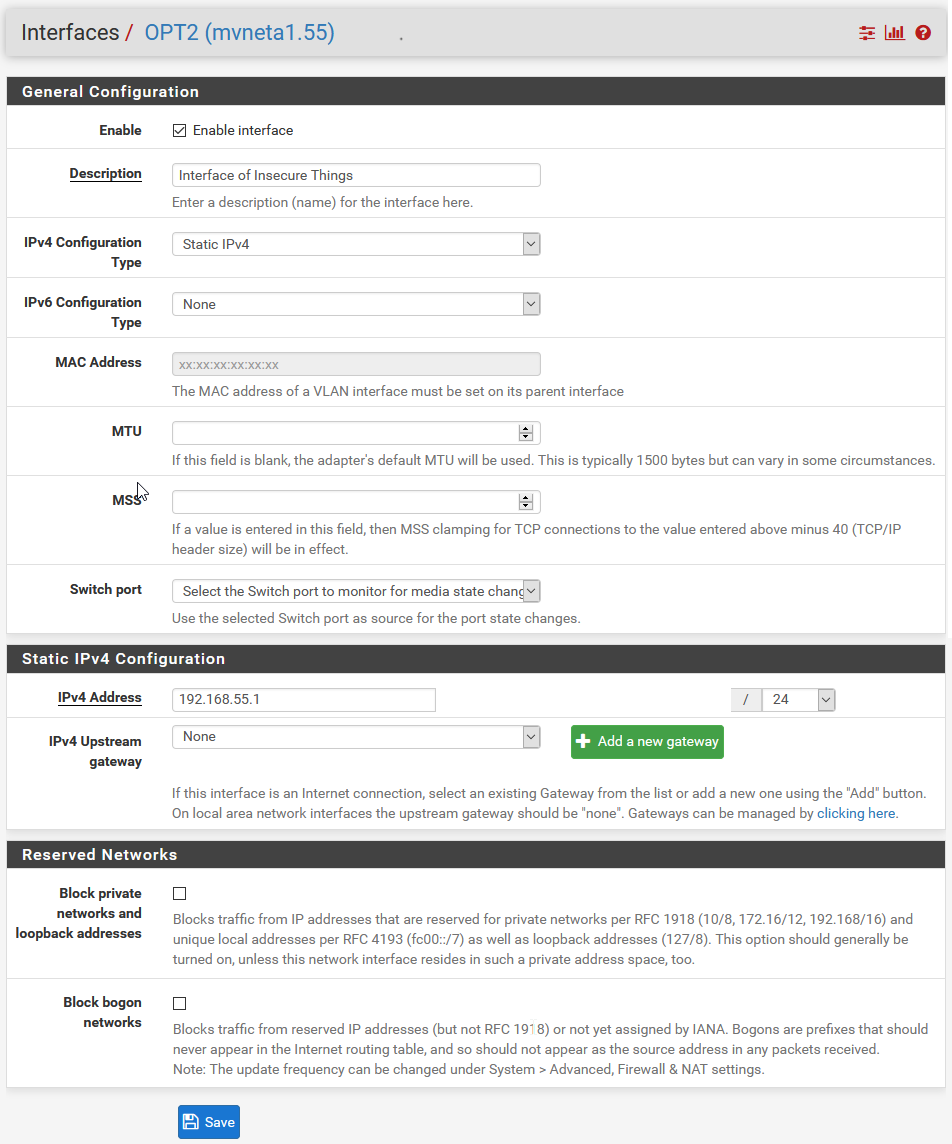 Interfaces / OPT2 (mvneta1.55)
General Configuration
Enable
Enable interface
Description
Interface of Insecure Things
Enter a description (name) for the interface here.
IPv4 Configuration
Type
Static IPv4
IPv6 Configuration
Type
None
MAC Address
xx:xx:xx:xx:xx:xx
The MAC address of a VLAN interface must be set on its parent interface
MTU
If this field is blank, the adapter's default MTU will be used. This is typically 1500 bytes but can vary in some circumstances.
MSS
If a value is entered in this field, then MSS clamping for TCP connections to the value entered above minus 40 (TCP/IP
header size) will be in effect.
Switch port
Select the Switch port to monitor for media state chang
Use the selected Switch port as source for the port state changes.
Static IPv4 Configuration
IPv4 Address
192.168.55.1
/ 24
IPv4 Upstream
gateway
None
Add a new gateway
If this interface is an Internet connection, select an existing Gateway from the list or add a new one using the "Add" button.
On local area network interfaces the upstream gateway should be "none". Gateways can be managed by clicking here.
Reserved Networks
Block private
networks and
loopback addresses
Blocks traffic from IP addresses that are reserved for private networks per RFC 1918 (10/8, 172.16/12, 192.168/16) and
unique local addresses per RFC 4193 (fc00::/7) as well as loopback addresses (127/8). This option should generally be
turned on, unless this network interface resides in such a private address space, too.
Block bogon
networks
Blocks traffic from reserved IP addresses (but not RFC 1918) or not yet assigned by IANA. Bogons are prefixes that should
never appear in the Internet routing table, and so should not appear as the source address in any packets received.
Note: The update frequency can be changed under System > Advanced, Firewall & NAT settings.
Save